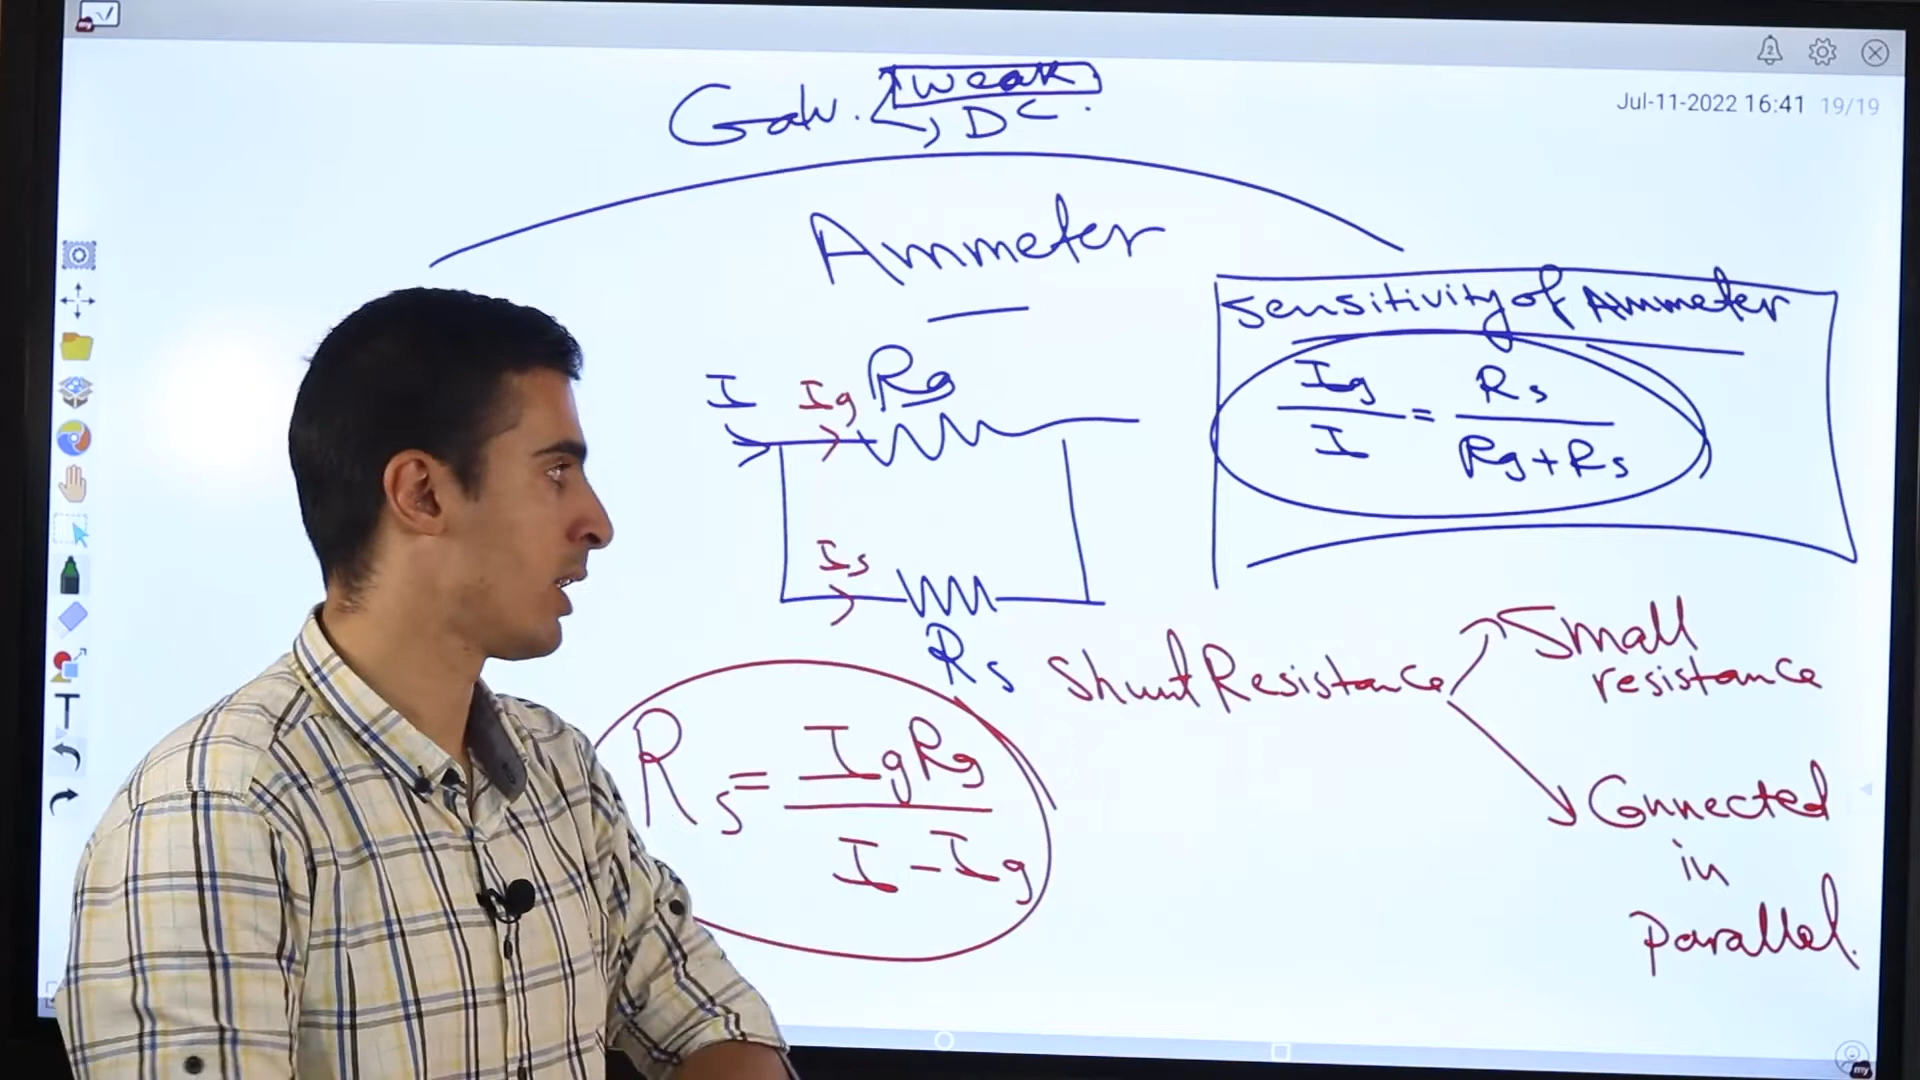 Galv. weak
DC.
Jul-11-2022 16:41 19/19
Ammeter
Sensitivity of Ammeter
Ig / I = Rs / Rg + Rs
I Ig Rg
Is
Rs
Shunt Resistance
Small
resistance
Connected
in
Parallel.
Rs = IgRg / I - Ig